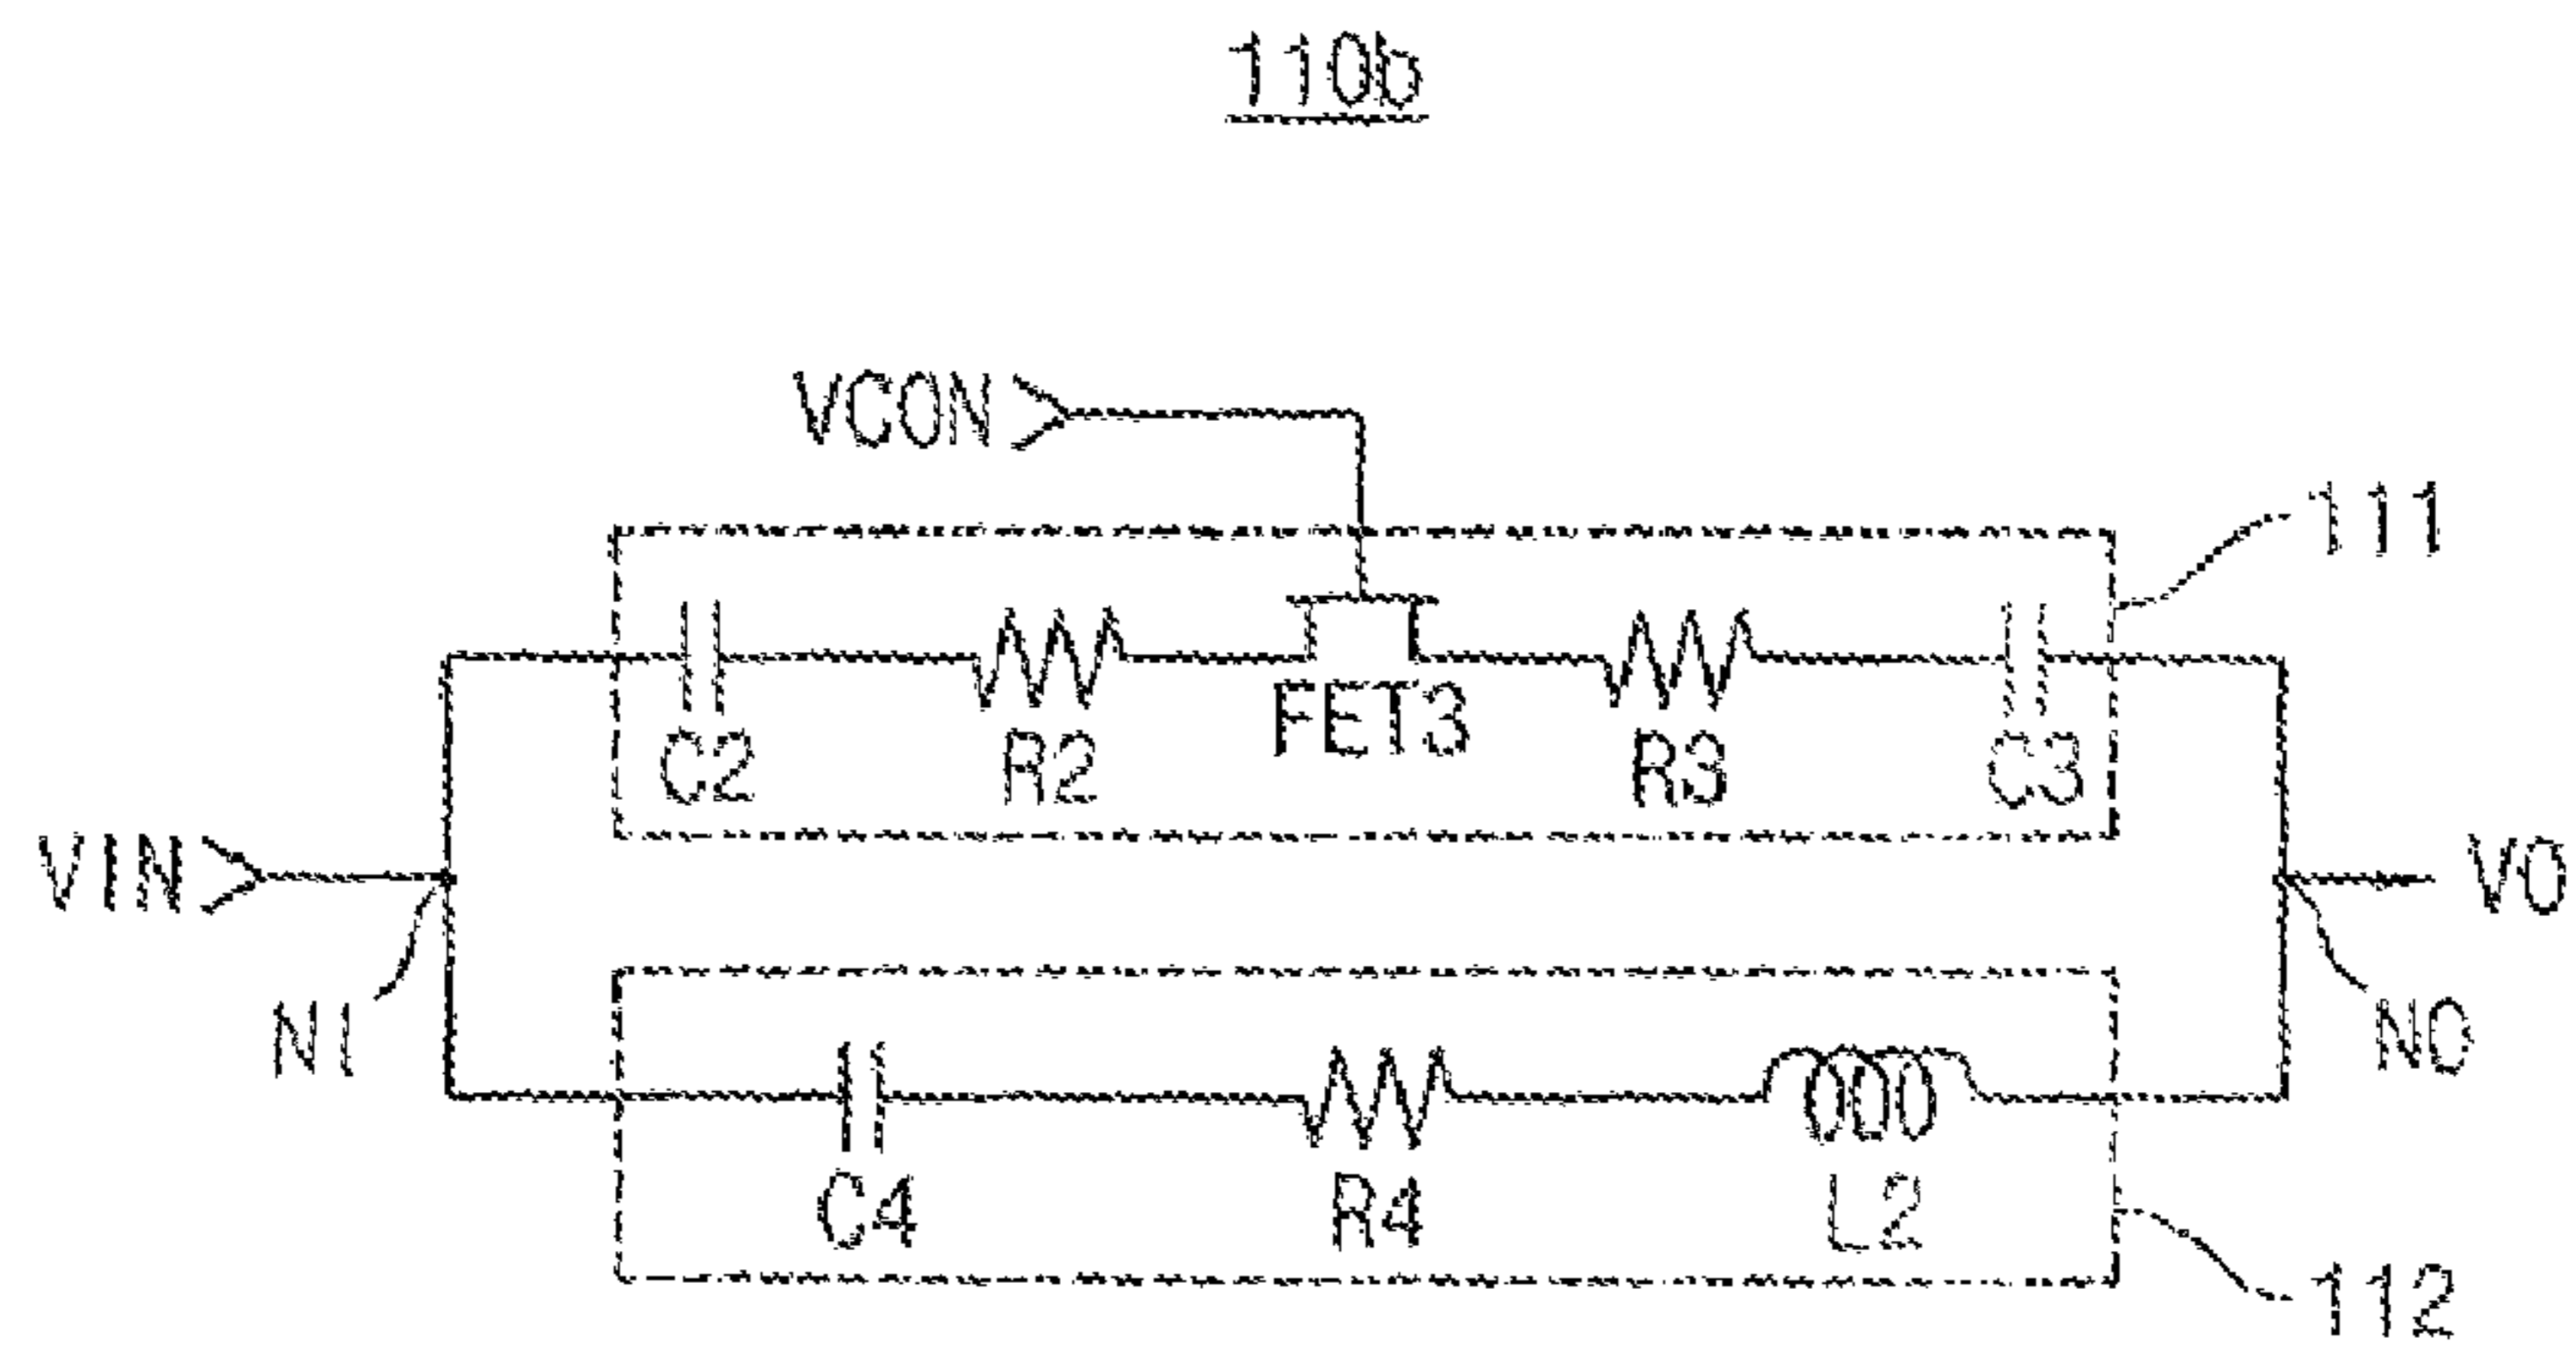 110b
VCON
111
C2 R2 FET3 R3 C3
VIN VO
NI NO
C4 R4 L2
112